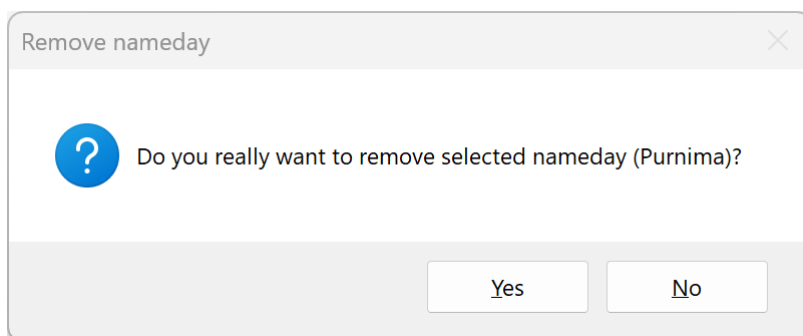 Remove nameday
Do you really want to remove selected nameday (Purnima)?
Yes
No